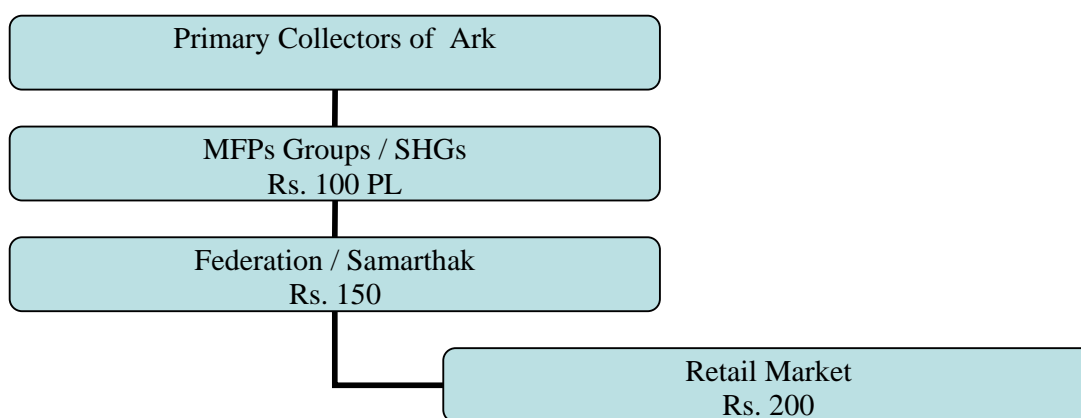 Primary Collectors of Ark
MFPs Groups / SHGs
Rs. 100 PL
Federation / Samarthak
Rs. 150
Retail Market
Rs. 200